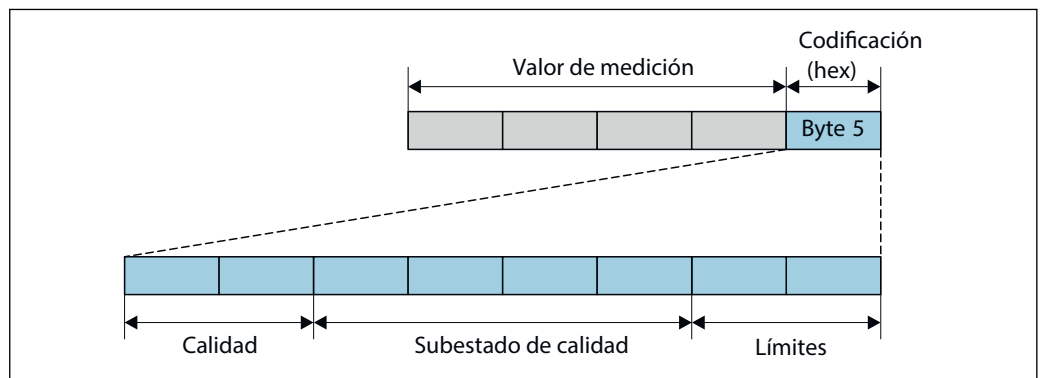 Codificación
(hex)
Valor de medición
Byte 5
Calidad
Subestado de calidad
Límites